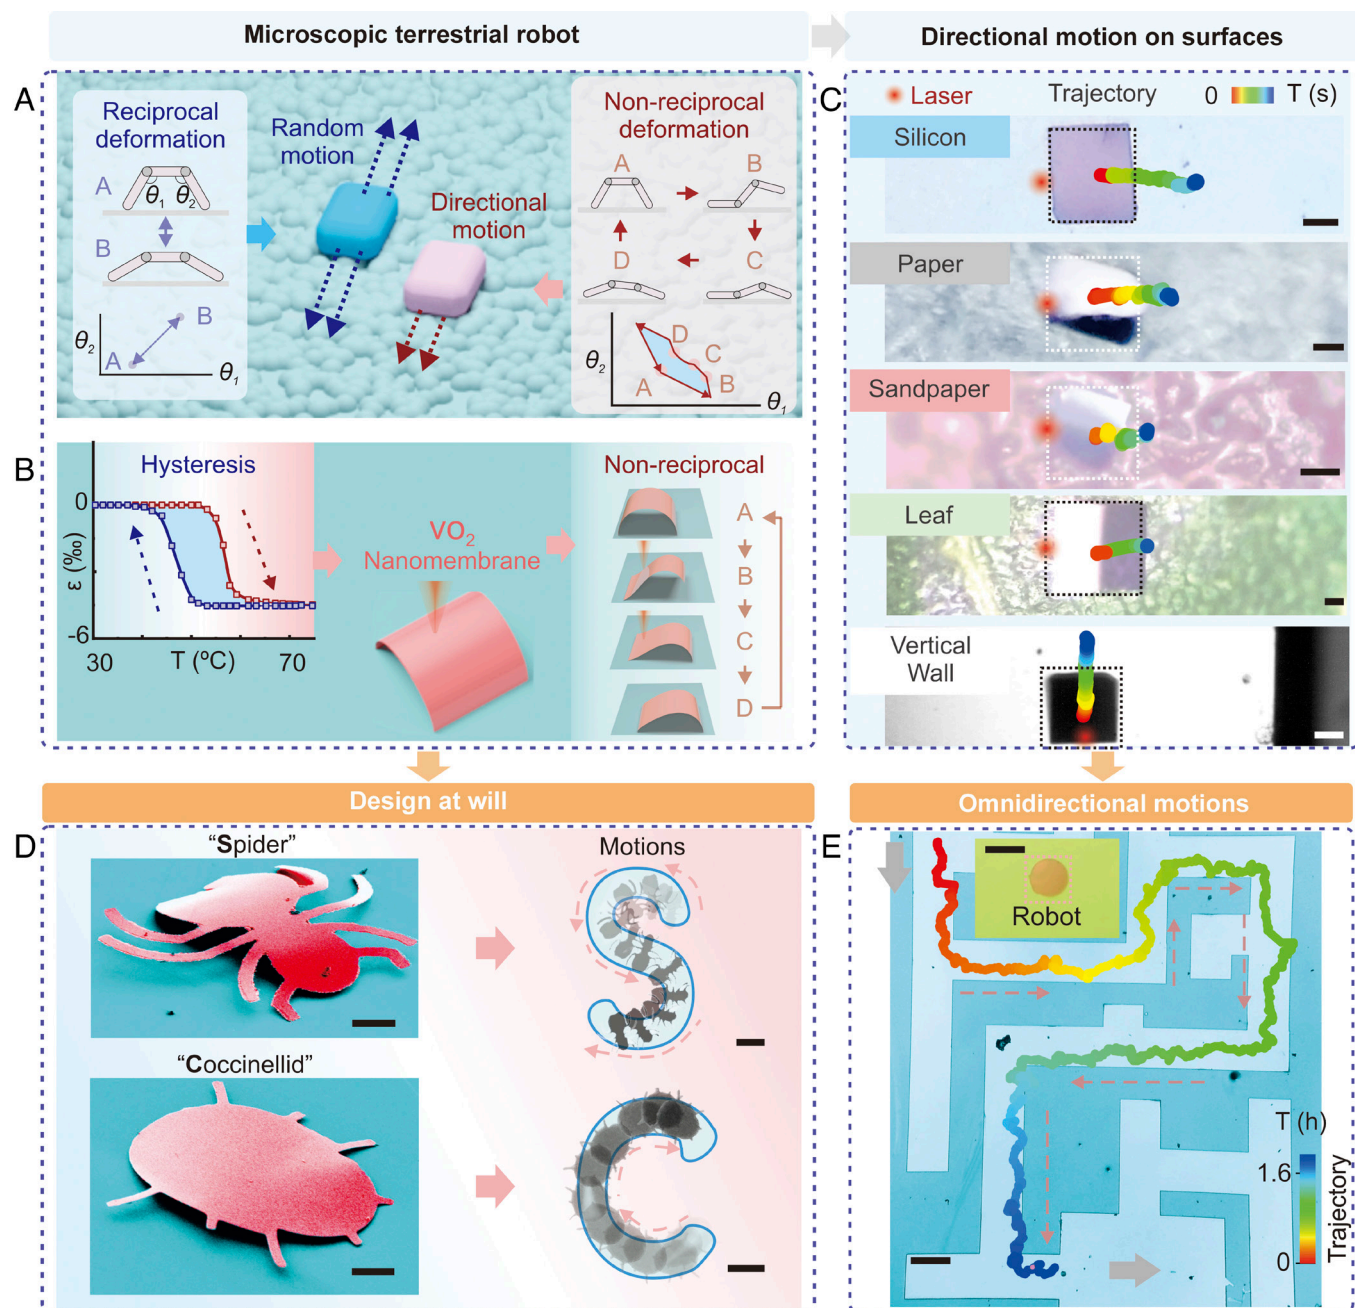 Microscopic terrestrial robot
Directional motion on surfaces
A
Reciprocal
deformation
A
θ1 θ2
B
θ2
B
A
θ1
Random
motion
Directional
motion
Non-reciprocal
deformation
A
B
D
C
θ2
D
C
A
B
θ1
B
Hysteresis
0
ε (‰)
-6
30
T (ºC)
70
VO2
Nanomembrane
Non-reciprocal
A
B
C
D
C
Laser
Trajectory
0
T (s)
Silicon
Paper
Sandpaper
Leaf
Vertical
Wall
Design at will
Omnidirectional motions
D
“Spider”
Motions
“Coccinellid”
E
Robot
T (h)
1.6
0
Trajectory